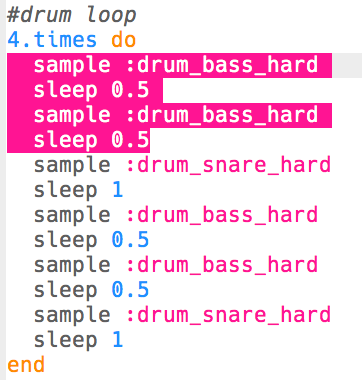 #drum loop
4.times do
  sample :drum_bass_hard
  sleep 0.5
  sample :drum_bass_hard
  sleep 0.5
  sample :drum_snare_hard
  sleep 1
  sample :drum_bass_hard
  sleep 0.5
  sample :drum_bass_hard
  sleep 0.5
  sample :drum_snare_hard
  sleep 1
end